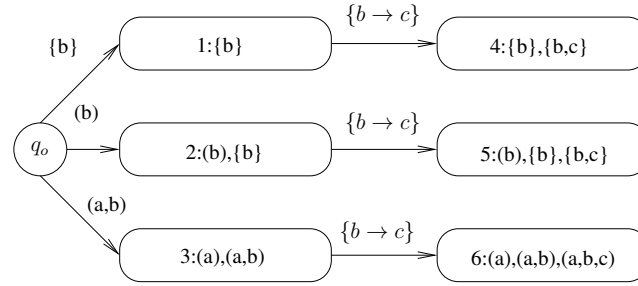 {b → c}
{b}
1:{b}
4:{b},{b,c}
(b)
{b → c}
q_o
2:(b),{b}
5:(b),{b},{b,c}
(a,b)
{b → c}
3:(a),(a,b)
6:(a),(a,b),(a,b,c)